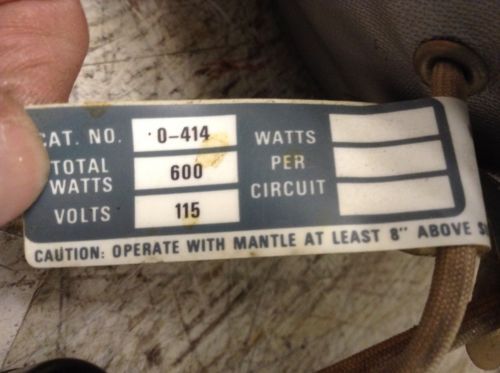 CAT. NO. 0-414
TOTAL WATTS 600
VOLTS 115
WATTS PER CIRCUIT
CAUTION: OPERATE WITH MANTLE AT LEAST 8" ABOVE